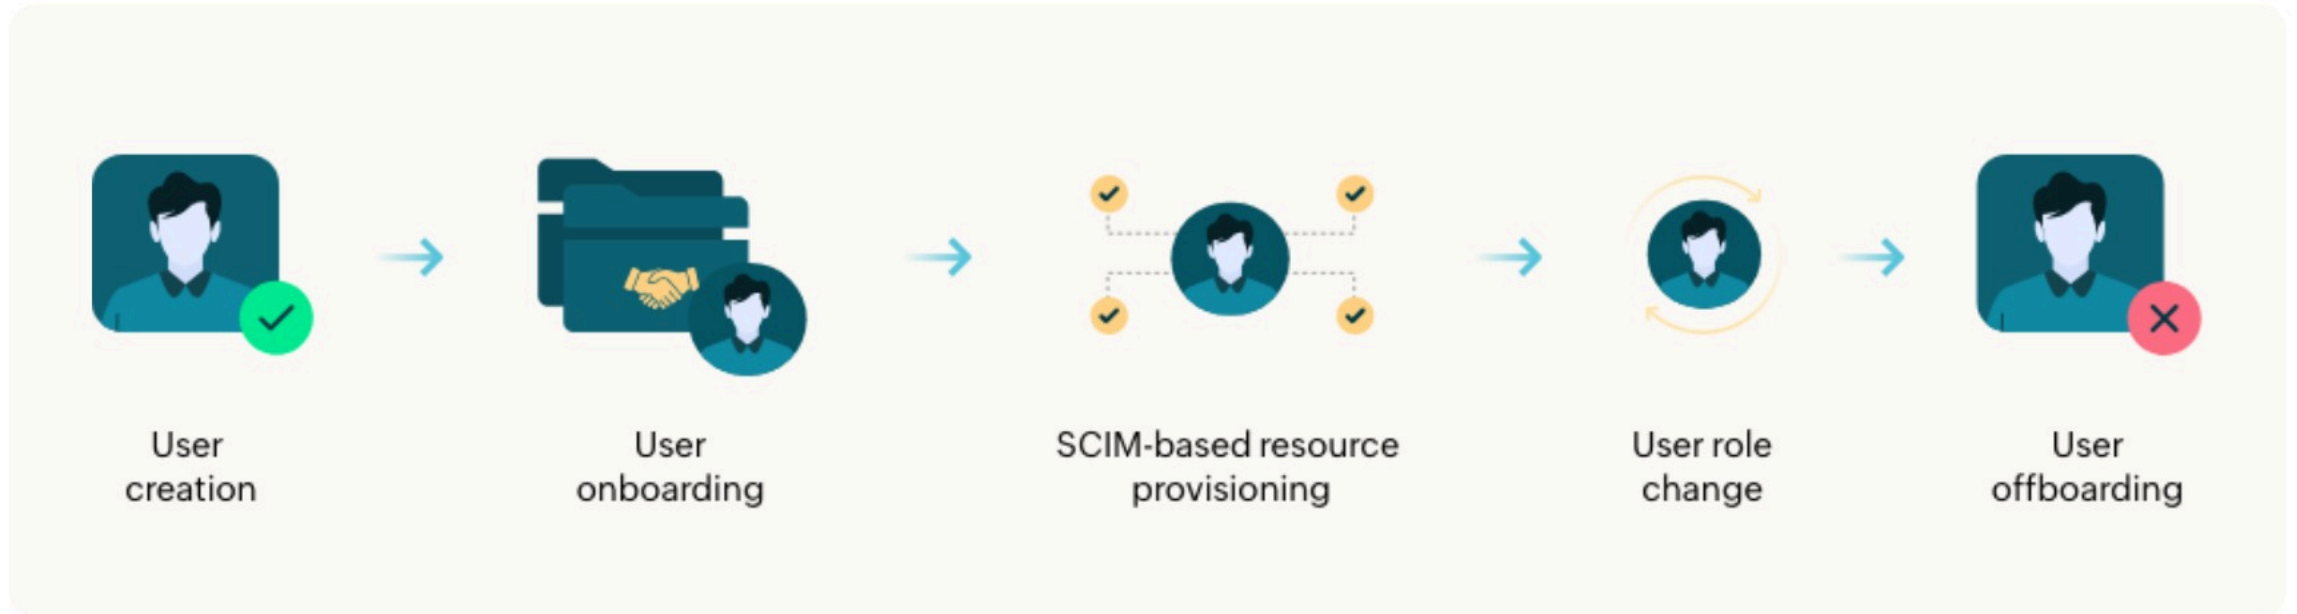 User
creation
User
onboarding
SCIM-based resource
provisioning
User role
change
User
offboarding